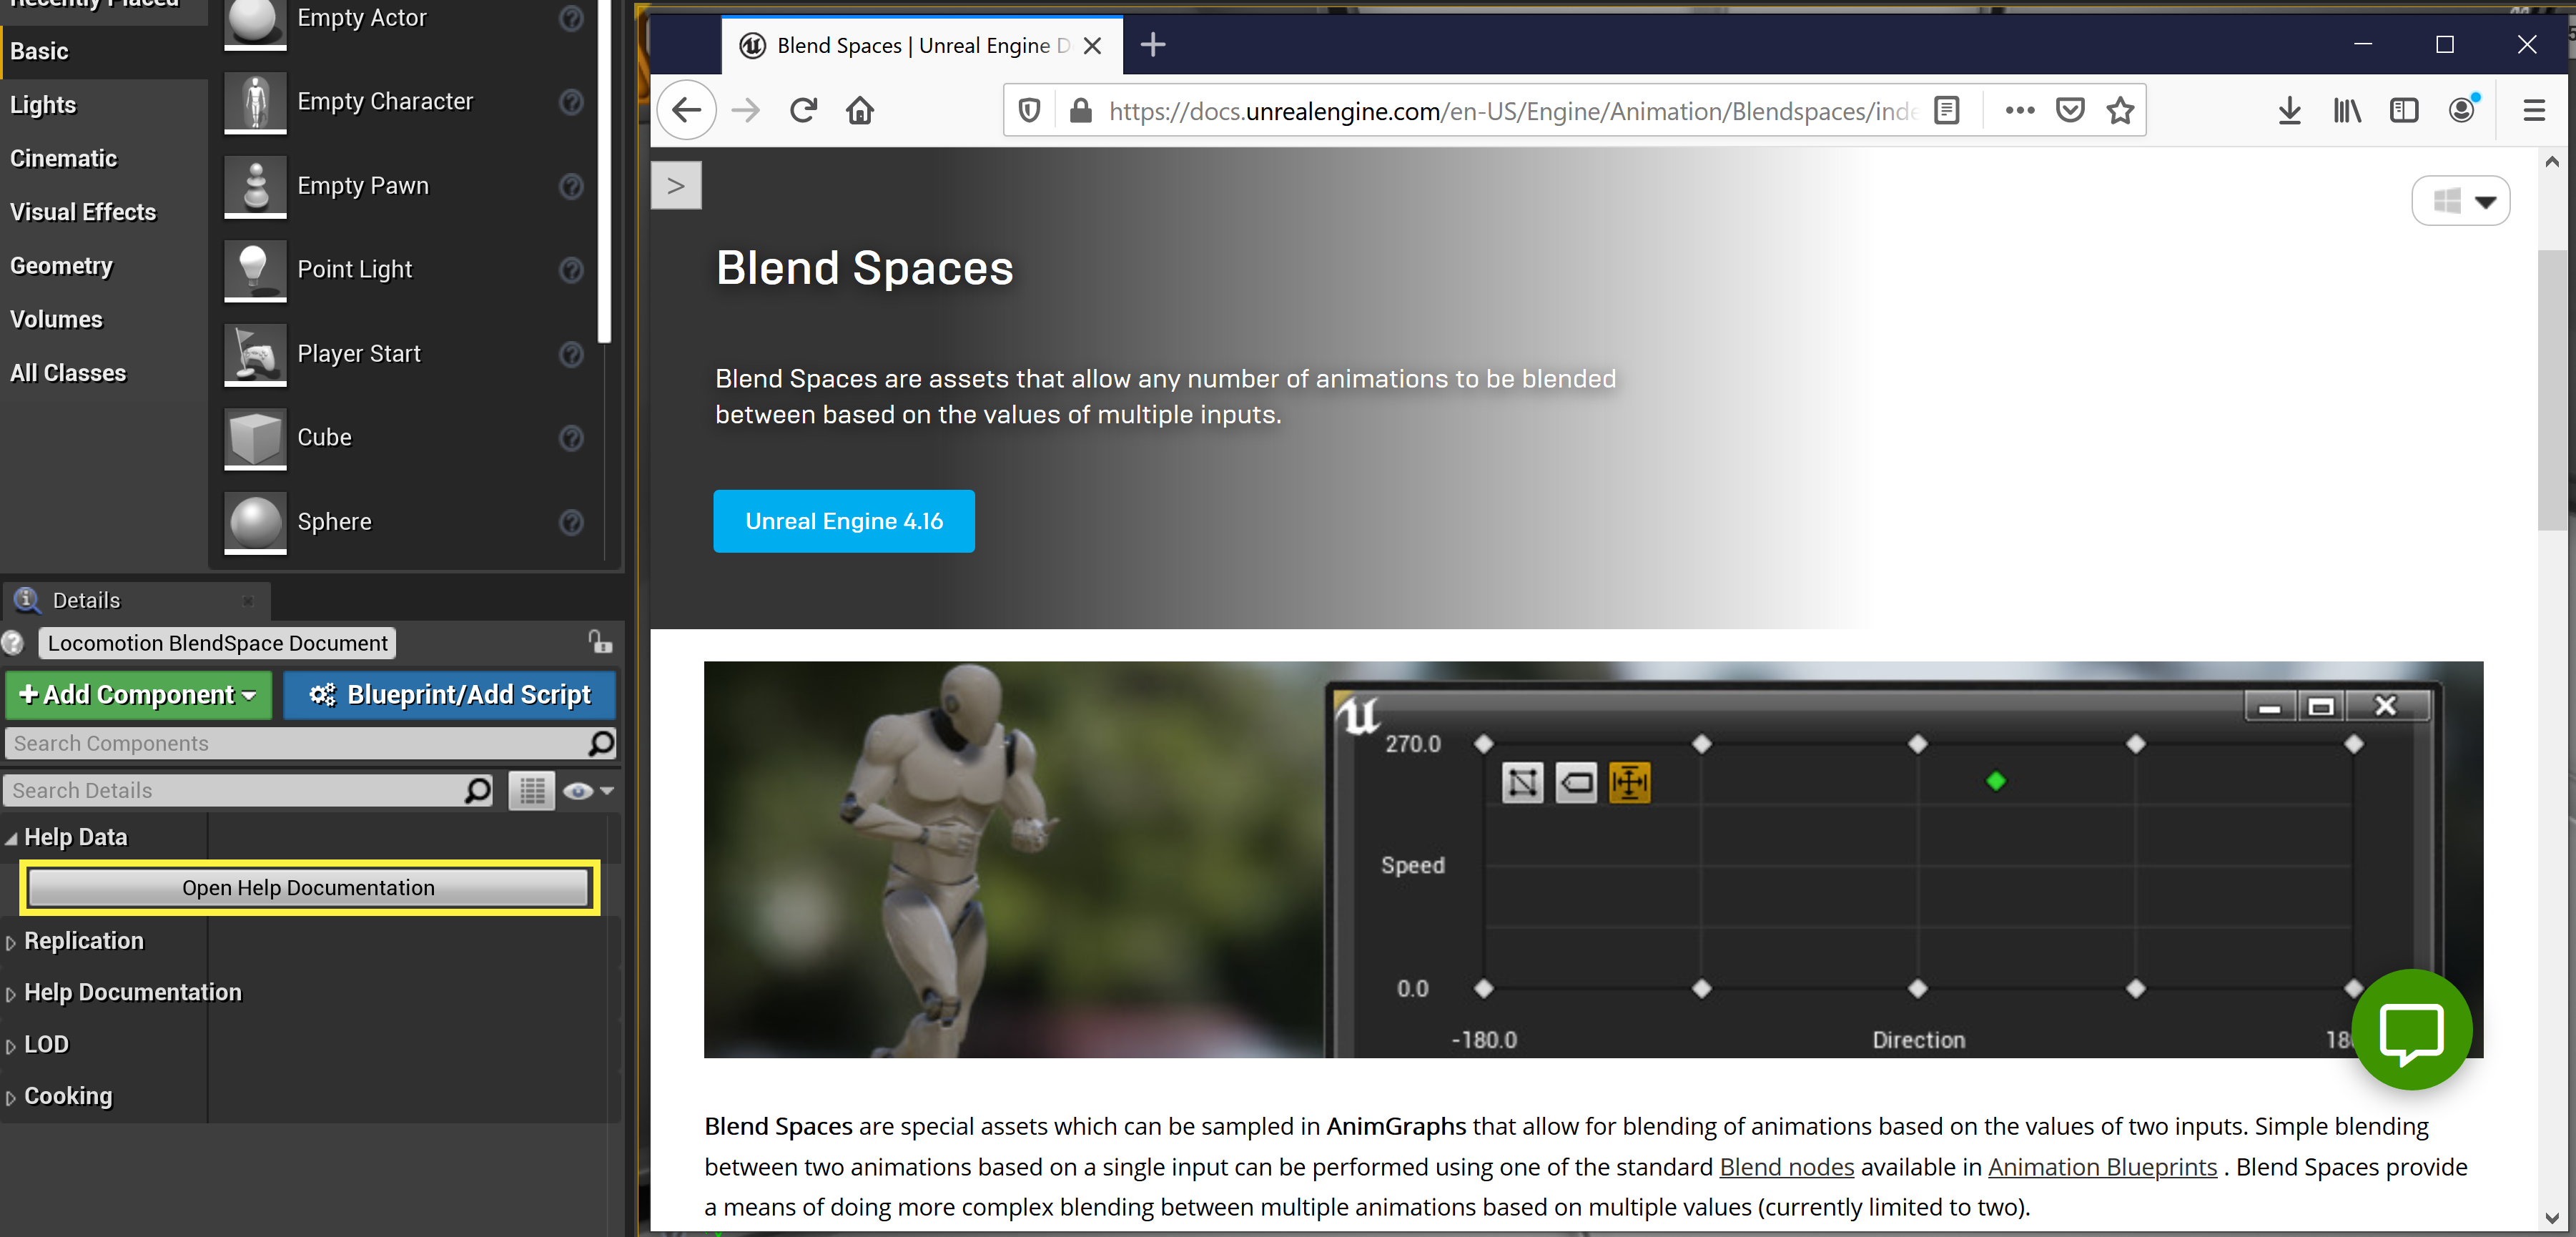 Recently Placed
Basic
Lights
Cinematic
Visual Effects
Geometry
Volumes
All Classes
Empty Actor
Empty Character
Empty Pawn
Point Light
Player Start
Cube
Sphere
Details
Locomotion BlendSpace Document
Add Component
Blueprint/Add Script
Search Components
Search Details
Help Data
Open Help Documentation
Replication
Help Documentation
LOD
Cooking
Blend Spaces | Unreal Engine D
https://docs.unrealengine.com/en-US/Engine/Animation/Blendspaces/inde
>
Blend Spaces
Blend Spaces are assets that allow any number of animations to be blended
between based on the values of multiple inputs.
Unreal Engine 4.16
270.0
Speed
0.0
-180.0
Direction
18
Blend Spaces are special assets which can be sampled in AnimGraphs that allow for blending of animations based on the values of two inputs. Simple blending
between two animations based on a single input can be performed using one of the standard Blend nodes available in Animation Blueprints . Blend Spaces provide
a means of doing more complex blending between multiple animations based on multiple values (currently limited to two).